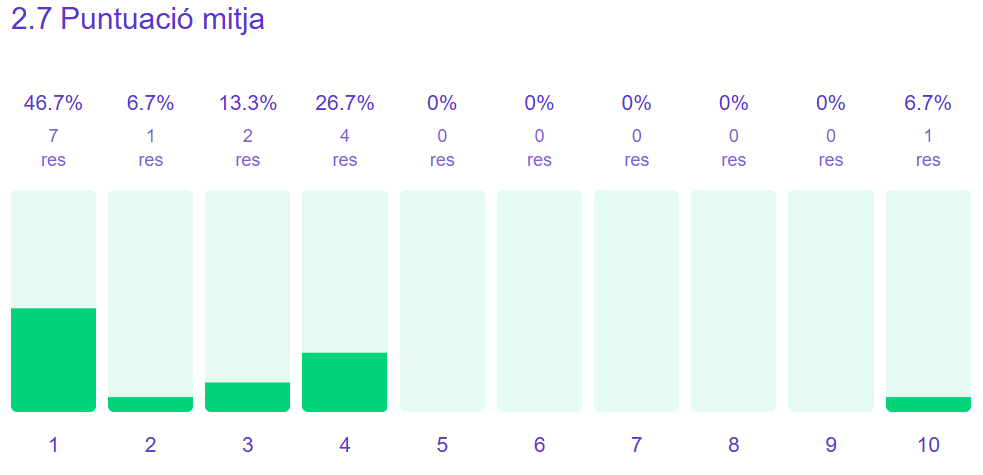 2.7 Puntuació mitja
46.7% 6.7% 13.3% 26.7% 0% 0% 0% 0% 0% 6.7%
7 1 2 4 0 0 0 0 0 1
res res res res res res res res res res
1 2 3 4 5 6 7 8 9 10